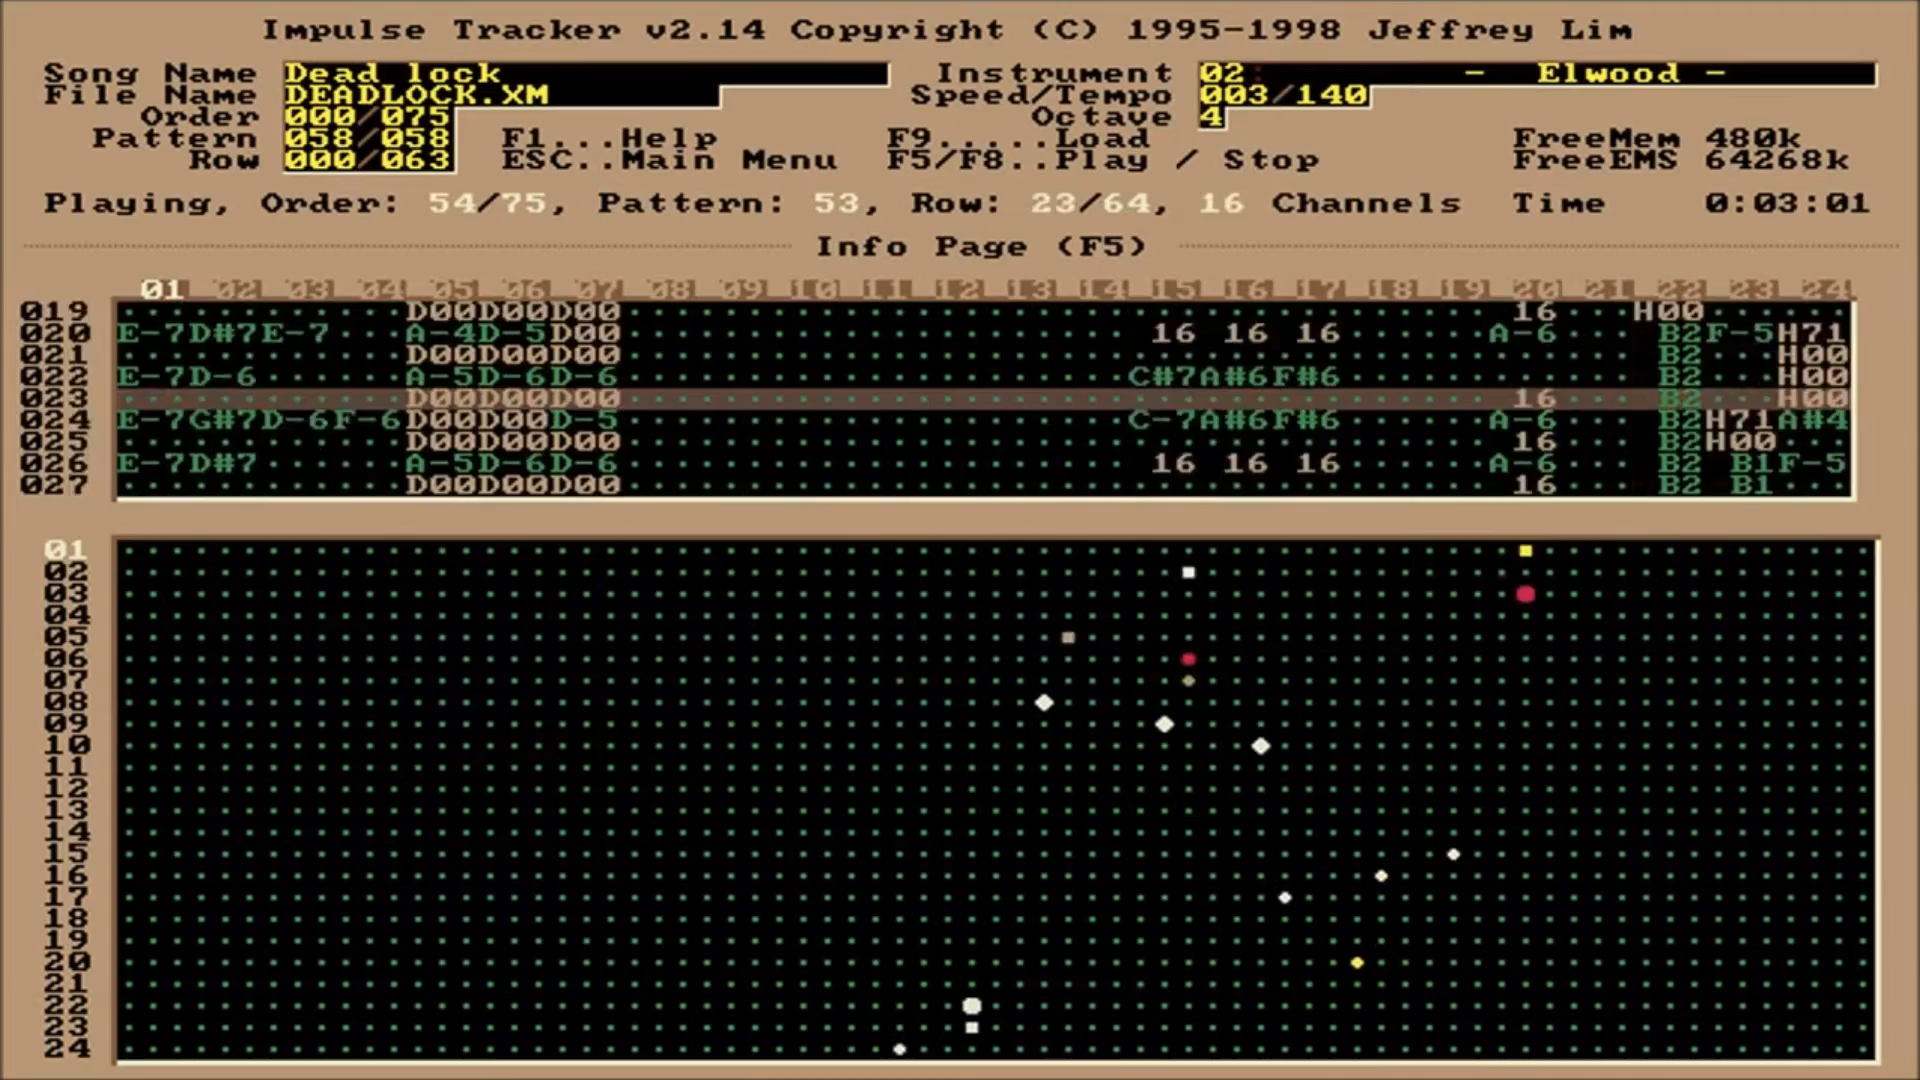 Impulse Tracker v2.14 Copyright (C) 1995-1998 Jeffrey Lim
Song Name Dead lock Instrument 02 - Elwood -
File Name DEADLOCK.XM Speed/Tempo 003/140
Order 000/075 Octave 4
Pattern 058/058 F1...Help F9.....Load FreeMem 480k
Row 000/063 ESC..Main Menu F5/F8..Play / Stop FreeEMS 64268k
Playing, Order: 54/75, Pattern: 53, Row: 23/64, 16 Channels Time 0:03:01
Info Page (F5)
01 02 03 04 05 06 07 08 09 10 11 12 13 14 15 16 17 18 19 20 21 22 23 24
019 D00D00D00 16 H00
020 E-7D#7E-7 A-4D-5D00 16 16 16 A-6 B2F-5H71
021 D00D00D00 B2 H00
022 E-7D-6 A-5D-6D-6 C#7A#6F#6 B2 H00
023 D00D00D00 16 B2 H00
024 E-7G#7D-6F-6D00D00D-5 C-7A#6F#6 A-6 B2H71A#4
025 D00D00D00 16 B2H00
026 E-7D#7 A-5D-6D-6 16 16 16 A-6 B2 B1F-5
027 D00D00D00 16 B2 B1
01
02
03
04
05
06
07
08
09
10
11
12
13
14
15
16
17
18
19
20
21
22
23
24